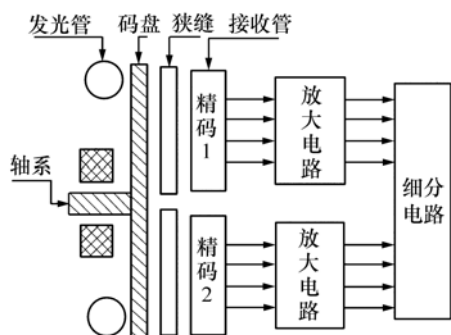 发光管 码盘 狭缝 接收管
精码1
放大电路
细分电路
轴系
精码2
放大电路